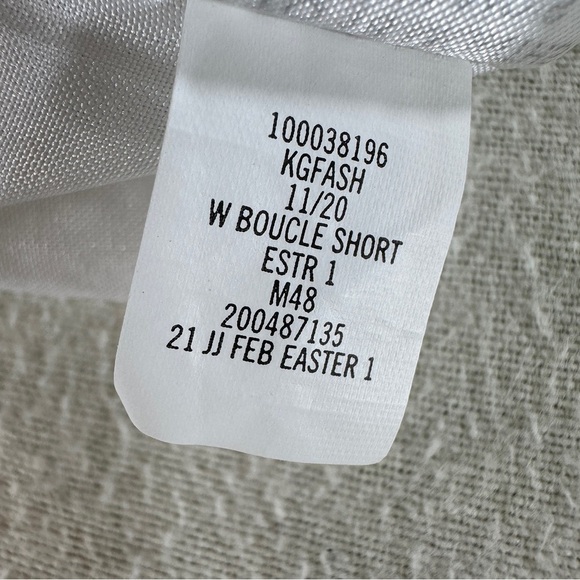 100038196
KGFASH
11/20
W BOUCLE SHORT
ESTR 1
M48
200487135
21 JJ FEB EASTER 1